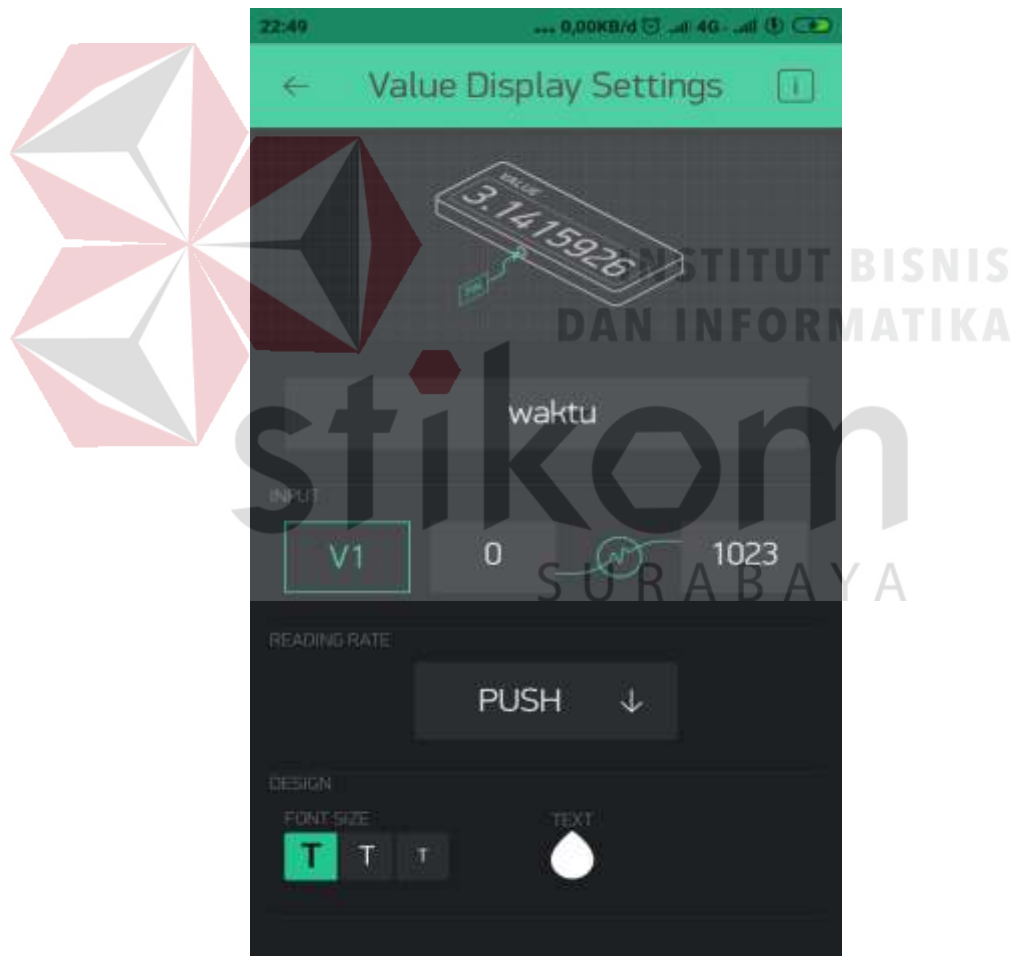 22:49 ... 0,00KB/d 4G
← Value Display Settings i
VALUE
3.1415926
PIN
INSTITUT BISNIS
DAN INFORMATIKA
waktu
stikom
INPUT
V1 0 1023
SURABAYA
READING RATE
PUSH ↓
DESIGN
FONT SIZE TEXT
T T T